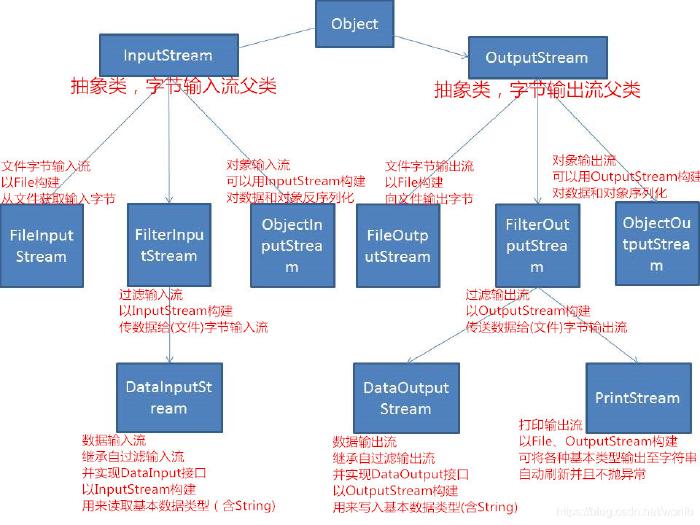 Object
InputStream
OutputStream
抽象类，字节输入流父类
抽象类，字节输出流父类
文件字节输入流
以File构建
从文件获取输入字节
对象输入流
可以用InputStream构建
对数据和对象反序列化
文件字节输出流
以File构建
向文件输出字节
对象输出流
可以用OutputStream构建
对数据和对象序列化
FileInput
Stream
FilterInpu
tStream
ObjectIn
putStrea
m
FileOutp
utStream
FilterOut
putStrea
m
ObjectOu
tputStrea
m
过滤输入流
以InputStream构建
传数据给(文件)字节输入流
过滤输出流
以OutputStream构建
传送数据给(文件)字节输出流
DataInputSt
ream
DataOutput
Stream
PrintStream
数据输入流
继承自过滤输入流
并实现DataInput接口
以InputStream构建
用来读取基本数据类型（含String)
数据输出流
继承自过滤输出流
并实现DataOutput接口
以OutputStream构建
用来写入基本数据类型(含String)
打印输出流
以File、OutputStream构建
可将各种基本类型输出至字符串
自动刷新并且不抛异常